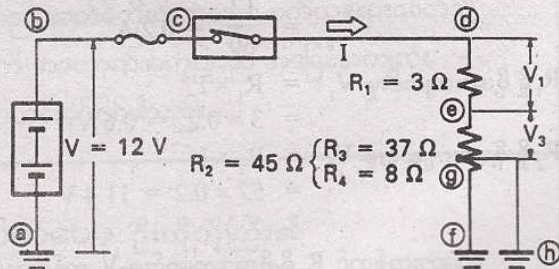 b
c
d
I
R₁ = 3 Ω
V₁
e
V₃
V = 12 V
R₂ = 45 Ω { R₃ = 37 Ω
R₄ = 8 Ω
g
a
f
h